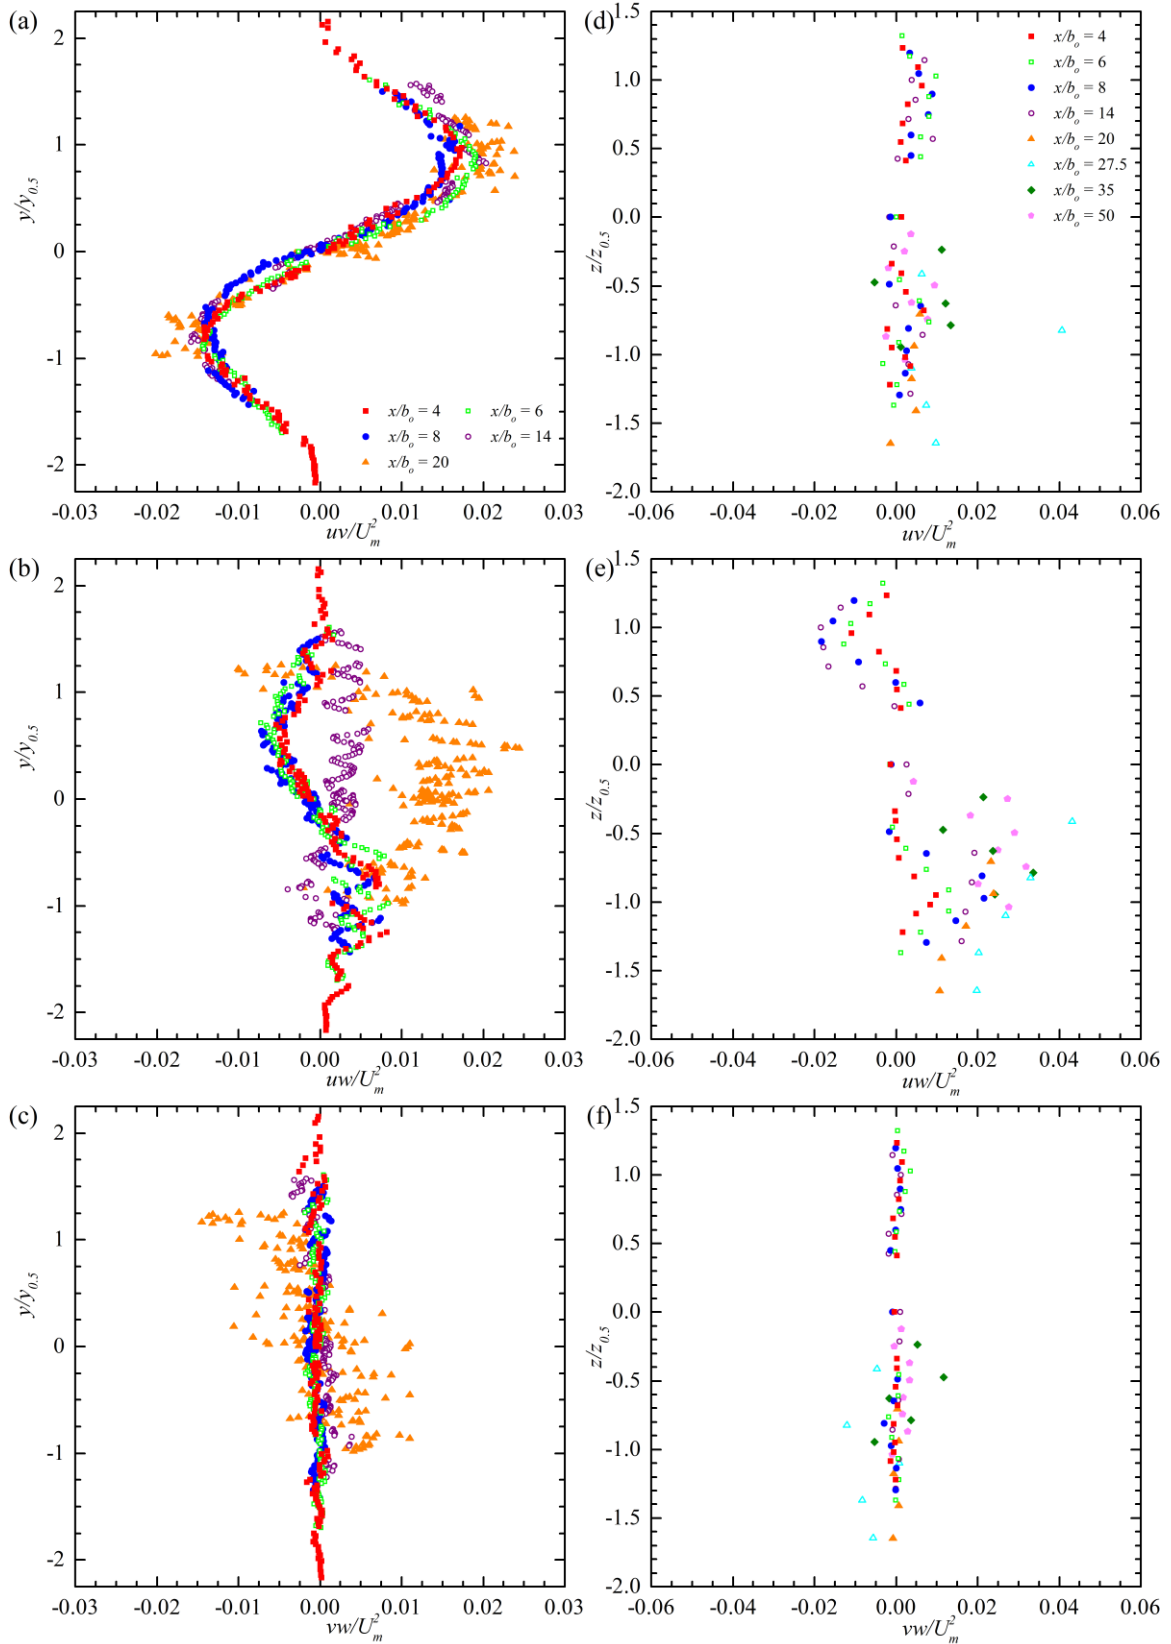 (a)
2
1
0
-1
-2
y/y0.5
x/bo = 4
x/bo = 6
x/bo = 8
x/bo = 14
x/bo = 20
-0.03 -0.02 -0.01 0.00 0.01 0.02 0.03
uv/U²m
(d)
1.5
1.0
0.5
0.0
-0.5
-1.0
-1.5
-2.0
z/z0.5
x/bo = 4
x/bo = 6
x/bo = 8
x/bo = 14
x/bo = 20
x/bo = 27.5
x/bo = 35
x/bo = 50
-0.06 -0.04 -0.02 0.00 0.02 0.04 0.06
uv/U²m
(b)
2
1
0
-1
-2
y/y0.5
-0.03 -0.02 -0.01 0.00 0.01 0.02 0.03
uw/U²m
(e)
1.5
1.0
0.5
0.0
-0.5
-1.0
-1.5
-2.0
z/z0.5
-0.06 -0.04 -0.02 0.00 0.02 0.04 0.06
uw/U²m
(c)
2
1
0
-1
-2
y/y0.5
-0.03 -0.02 -0.01 0.00 0.01 0.02 0.03
vw/U²m
(f)
1.5
1.0
0.5
0.0
-0.5
-1.0
-1.5
-2.0
z/z0.5
-0.06 -0.04 -0.02 0.00 0.02 0.04 0.06
vw/U²m